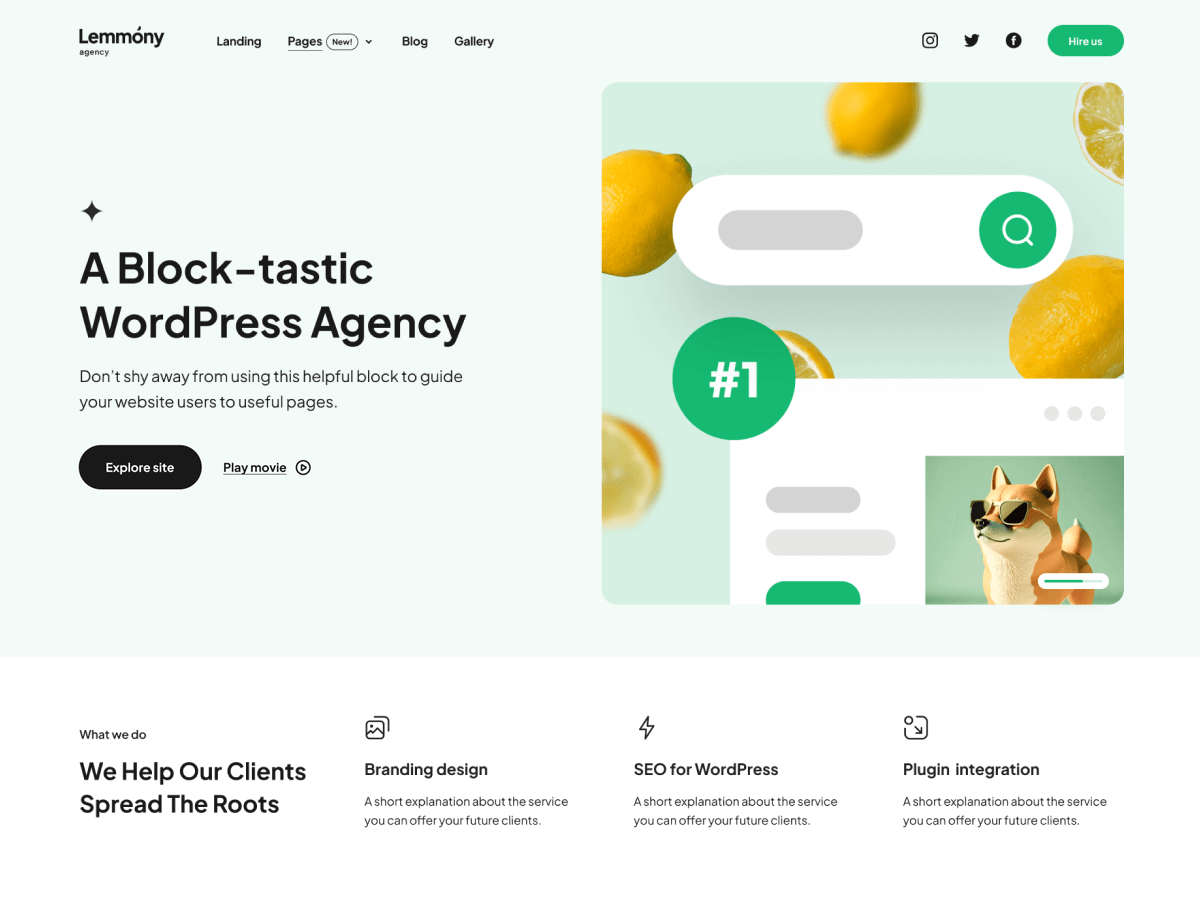 Lemmóny
agency
Landing
Pages
New!
Blog
Gallery
Hire us
A Block-tastic
WordPress Agency
Don't shy away from using this helpful block to guide
your website users to useful pages.
Explore site
Play movie
#1
What we do
We Help Our Clients
Spread The Roots
Branding design
A short explanation about the service
you can offer your future clients.
SEO for WordPress
A short explanation about the service
you can offer your future clients.
Plugin integration
A short explanation about the service
you can offer your future clients.